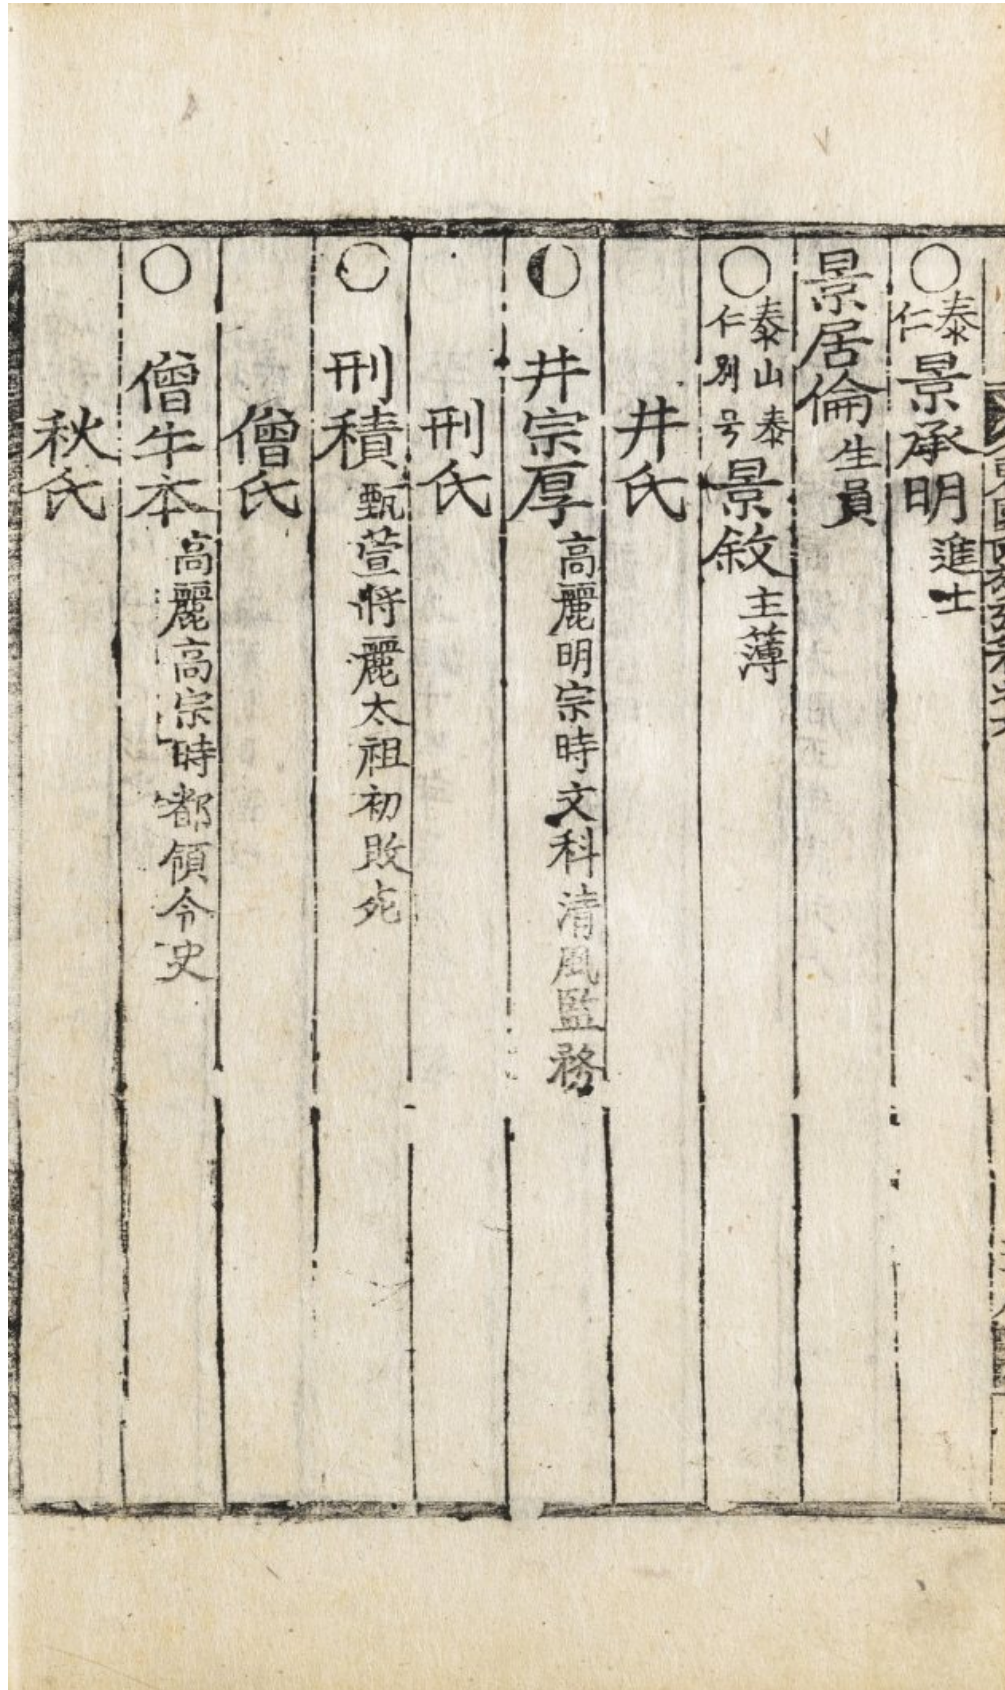 ○泰仁景承明進士
景居倫生員
○泰山泰仁別号景敘主薄
井氏
○井宗厚高麗明宗時文科清風監務
刑氏
○刑積甄萱將麗太祖初敗死
僧氏
○僧牛本高麗高宗時都領令史
秋氏